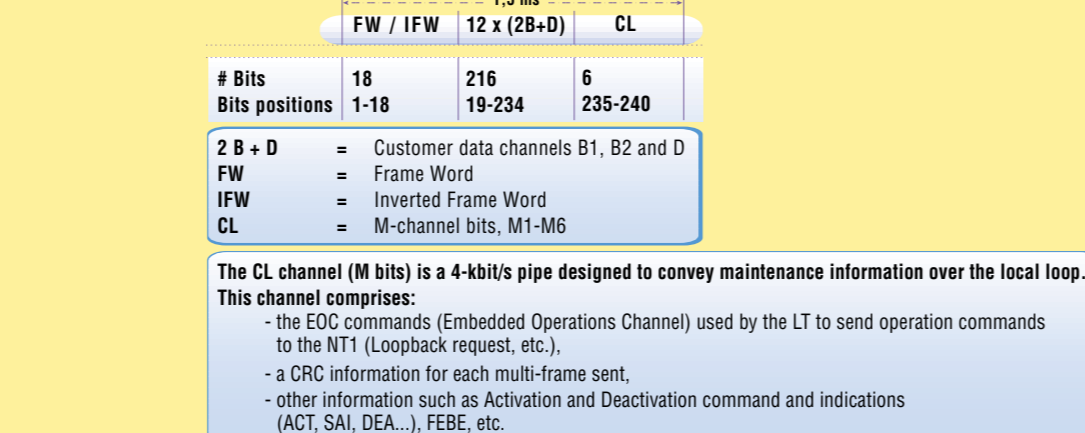 1,5 ms
FW / IFW 12 x (2B+D) CL
# Bits 18 216 6
Bits positions 1-18 19-234 235-240
2 B + D = Customer data channels B1, B2 and D
FW = Frame Word
IFW = Inverted Frame Word
CL = M-channel bits, M1-M6
The CL channel (M bits) is a 4-kbit/s pipe designed to convey maintenance information over the local loop.
This channel comprises:
- the EOC commands (Embedded Operations Channel) used by the LT to send operation commands
to the NT1 (Loopback request, etc.),
- a CRC information for each multi-frame sent,
- other information such as Activation and Deactivation command and indications
(ACT, SAI, DEA...), FEBE, etc.